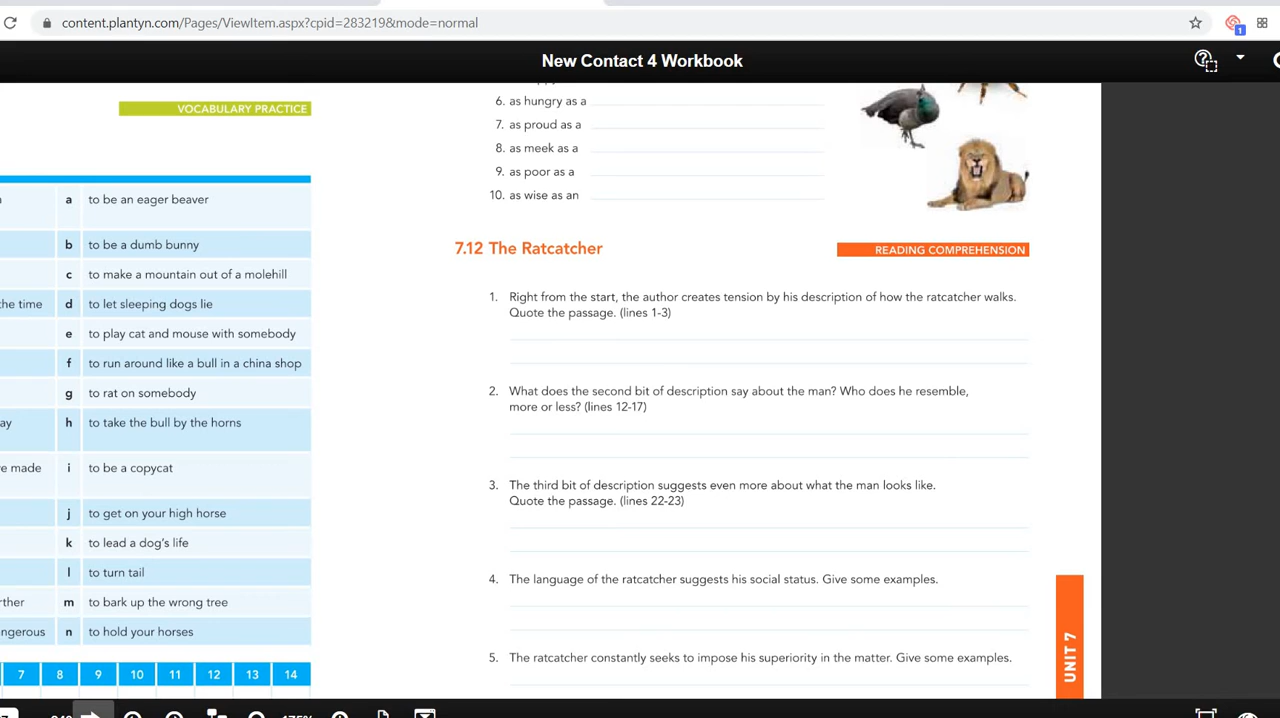 content.plantyn.com/Pages/ViewItem.aspx?cpid=283219&mode=normal
1
New Contact 4 Workbook
VOCABULARY PRACTICE
a to be an eager beaver
b to be a dumb bunny
c to make a mountain out of a molehill
the time d to let sleeping dogs lie
e to play cat and mouse with somebody
f to run around like a bull in a china shop
g to rat on somebody
ay h to take the bull by the horns
e made i to be a copycat
j to get on your high horse
k to lead a dog's life
l to turn tail
rther m to bark up the wrong tree
ngerous n to hold your horses
7 8 9 10 11 12 13 14
6. as hungry as a
7. as proud as a
8. as meek as a
9. as poor as a
10. as wise as an
7.12 The Ratcatcher
READING COMPREHENSION
1. Right from the start, the author creates tension by his description of how the ratcatcher walks.
Quote the passage. (lines 1-3)
2. What does the second bit of description say about the man? Who does he resemble,
more or less? (lines 12-17)
3. The third bit of description suggests even more about what the man looks like.
Quote the passage. (lines 22-23)
4. The language of the ratcatcher suggests his social status. Give some examples.
5. The ratcatcher constantly seeks to impose his superiority in the matter. Give some examples.
UNIT 7
175%